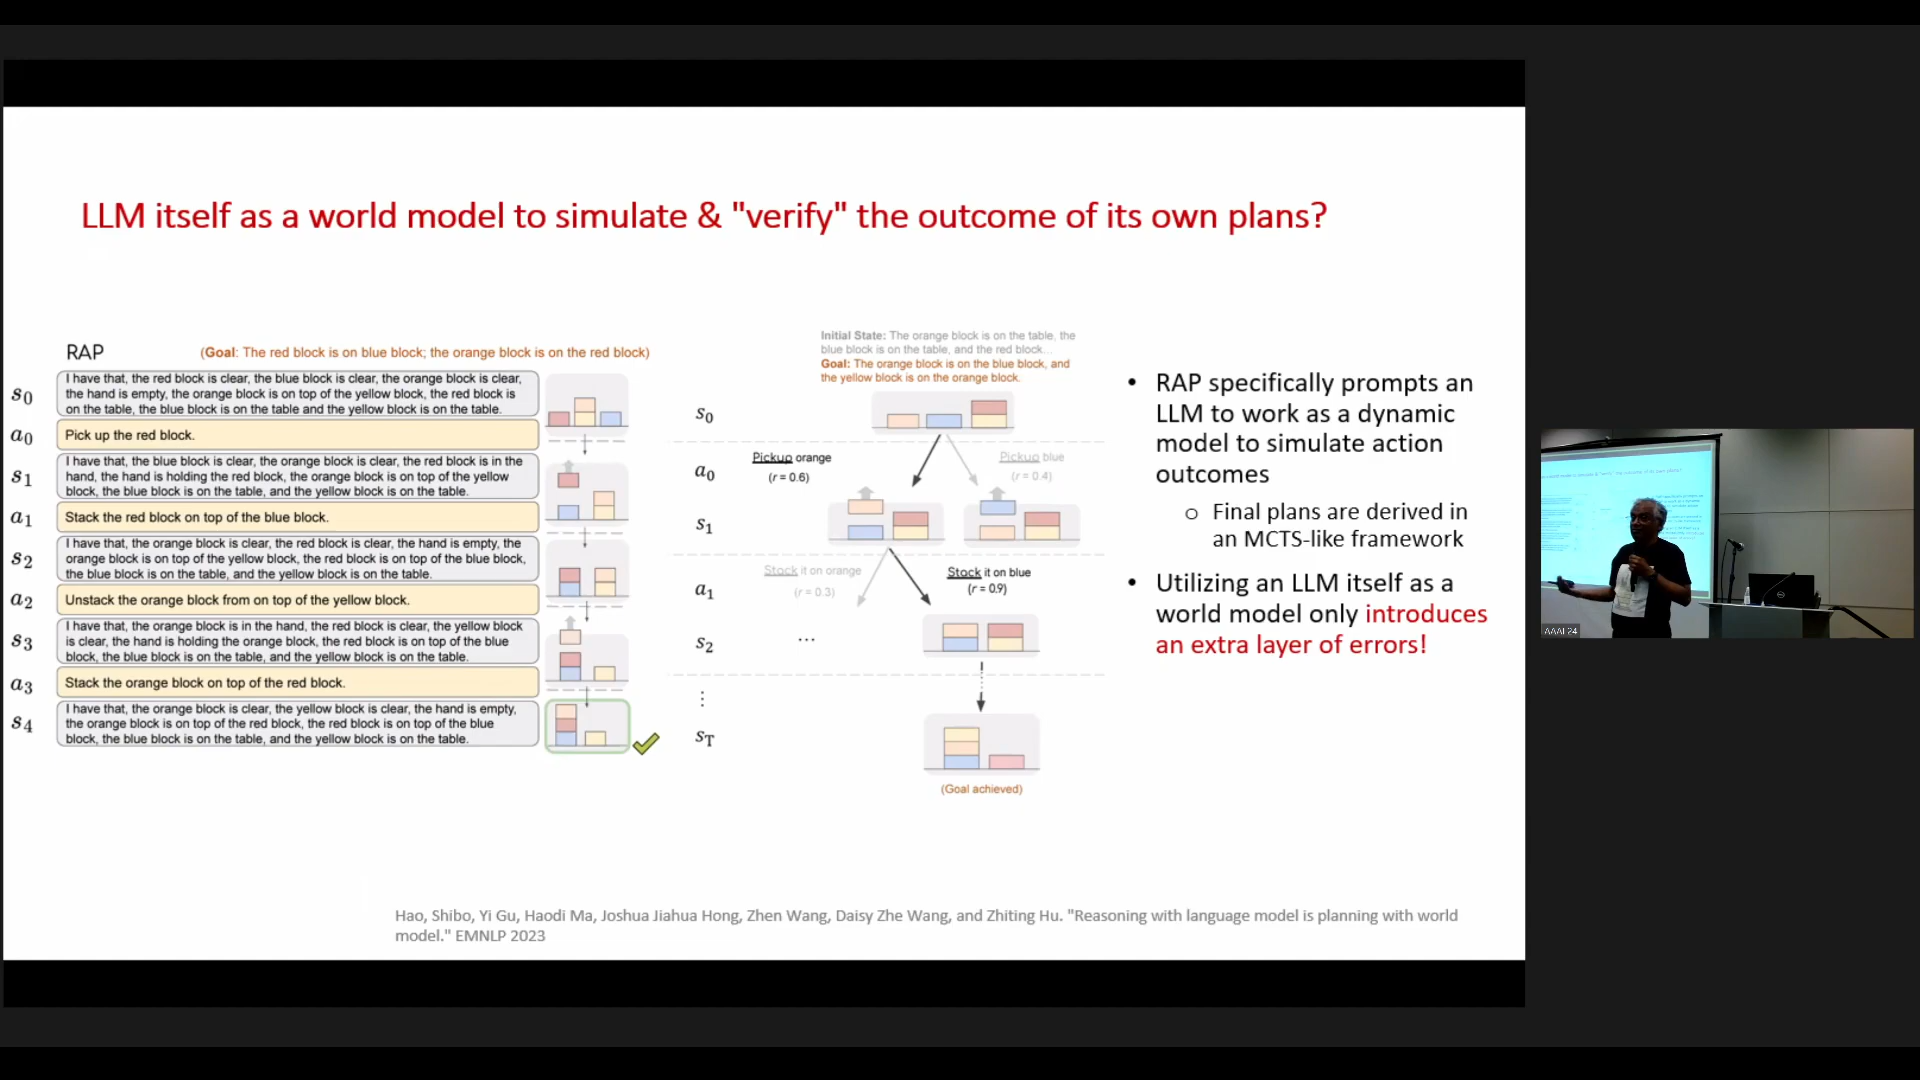 LLM itself as a world model to simulate & "verify" the outcome of its own plans?
RAP
(Goal: The red block is on blue block; the orange block is on the red block)
s0
I have that, the red block is clear, the blue block is clear, the orange block is clear,
the hand is empty, the orange block is on top of the yellow block, the red block is
on the table, the blue block is on the table and the yellow block is on the table.
a0
Pick up the red block.
s1
I have that, the blue block is clear, the orange block is clear, the red block is in the
hand, the hand is holding the red block, the orange block is on top of the yellow
block, the blue block is on the table, and the yellow block is on the table.
a1
Stack the red block on top of the blue block.
s2
I have that, the orange block is clear, the red block is clear, the hand is empty, the
orange block is on top of the yellow block, the red block is on top of the blue block,
the blue block is on the table, and the yellow block is on the table.
a2
Unstack the orange block from on top of the yellow block.
s3
I have that, the orange block is in the hand, the red block is clear, the yellow block
is clear, the hand is holding the orange block, the red block is on top of the blue
block, the blue block is on the table, and the yellow block is on the table.
a3
Stack the orange block on top of the red block.
s4
I have that, the orange block is clear, the yellow block is clear, the hand is empty,
the orange block is on top of the red block, the red block is on top of the blue
block, the blue block is on the table, and the yellow block is on the table.
Initial State: The orange block is on the table, the
blue block is on the table, and the red block...
Goal: The orange block is on the blue block, and
the yellow block is on the orange block.
s0
a0
Pickup orange
(r = 0.6)
Pickup blue
(r = 0.4)
s1
a1
Stack it on orange
(r = 0.3)
Stack it on blue
(r = 0.9)
s2
...
⋮
sT
(Goal achieved)
• RAP specifically prompts an
LLM to work as a dynamic
model to simulate action
outcomes
o Final plans are derived in
an MCTS-like framework
• Utilizing an LLM itself as a
world model only introduces
an extra layer of errors!
Hao, Shibo, Yi Gu, Haodi Ma, Joshua Jiahua Hong, Zhen Wang, Daisy Zhe Wang, and Zhiting Hu. "Reasoning with language model is planning with world
model." EMNLP 2023
AAAI 24